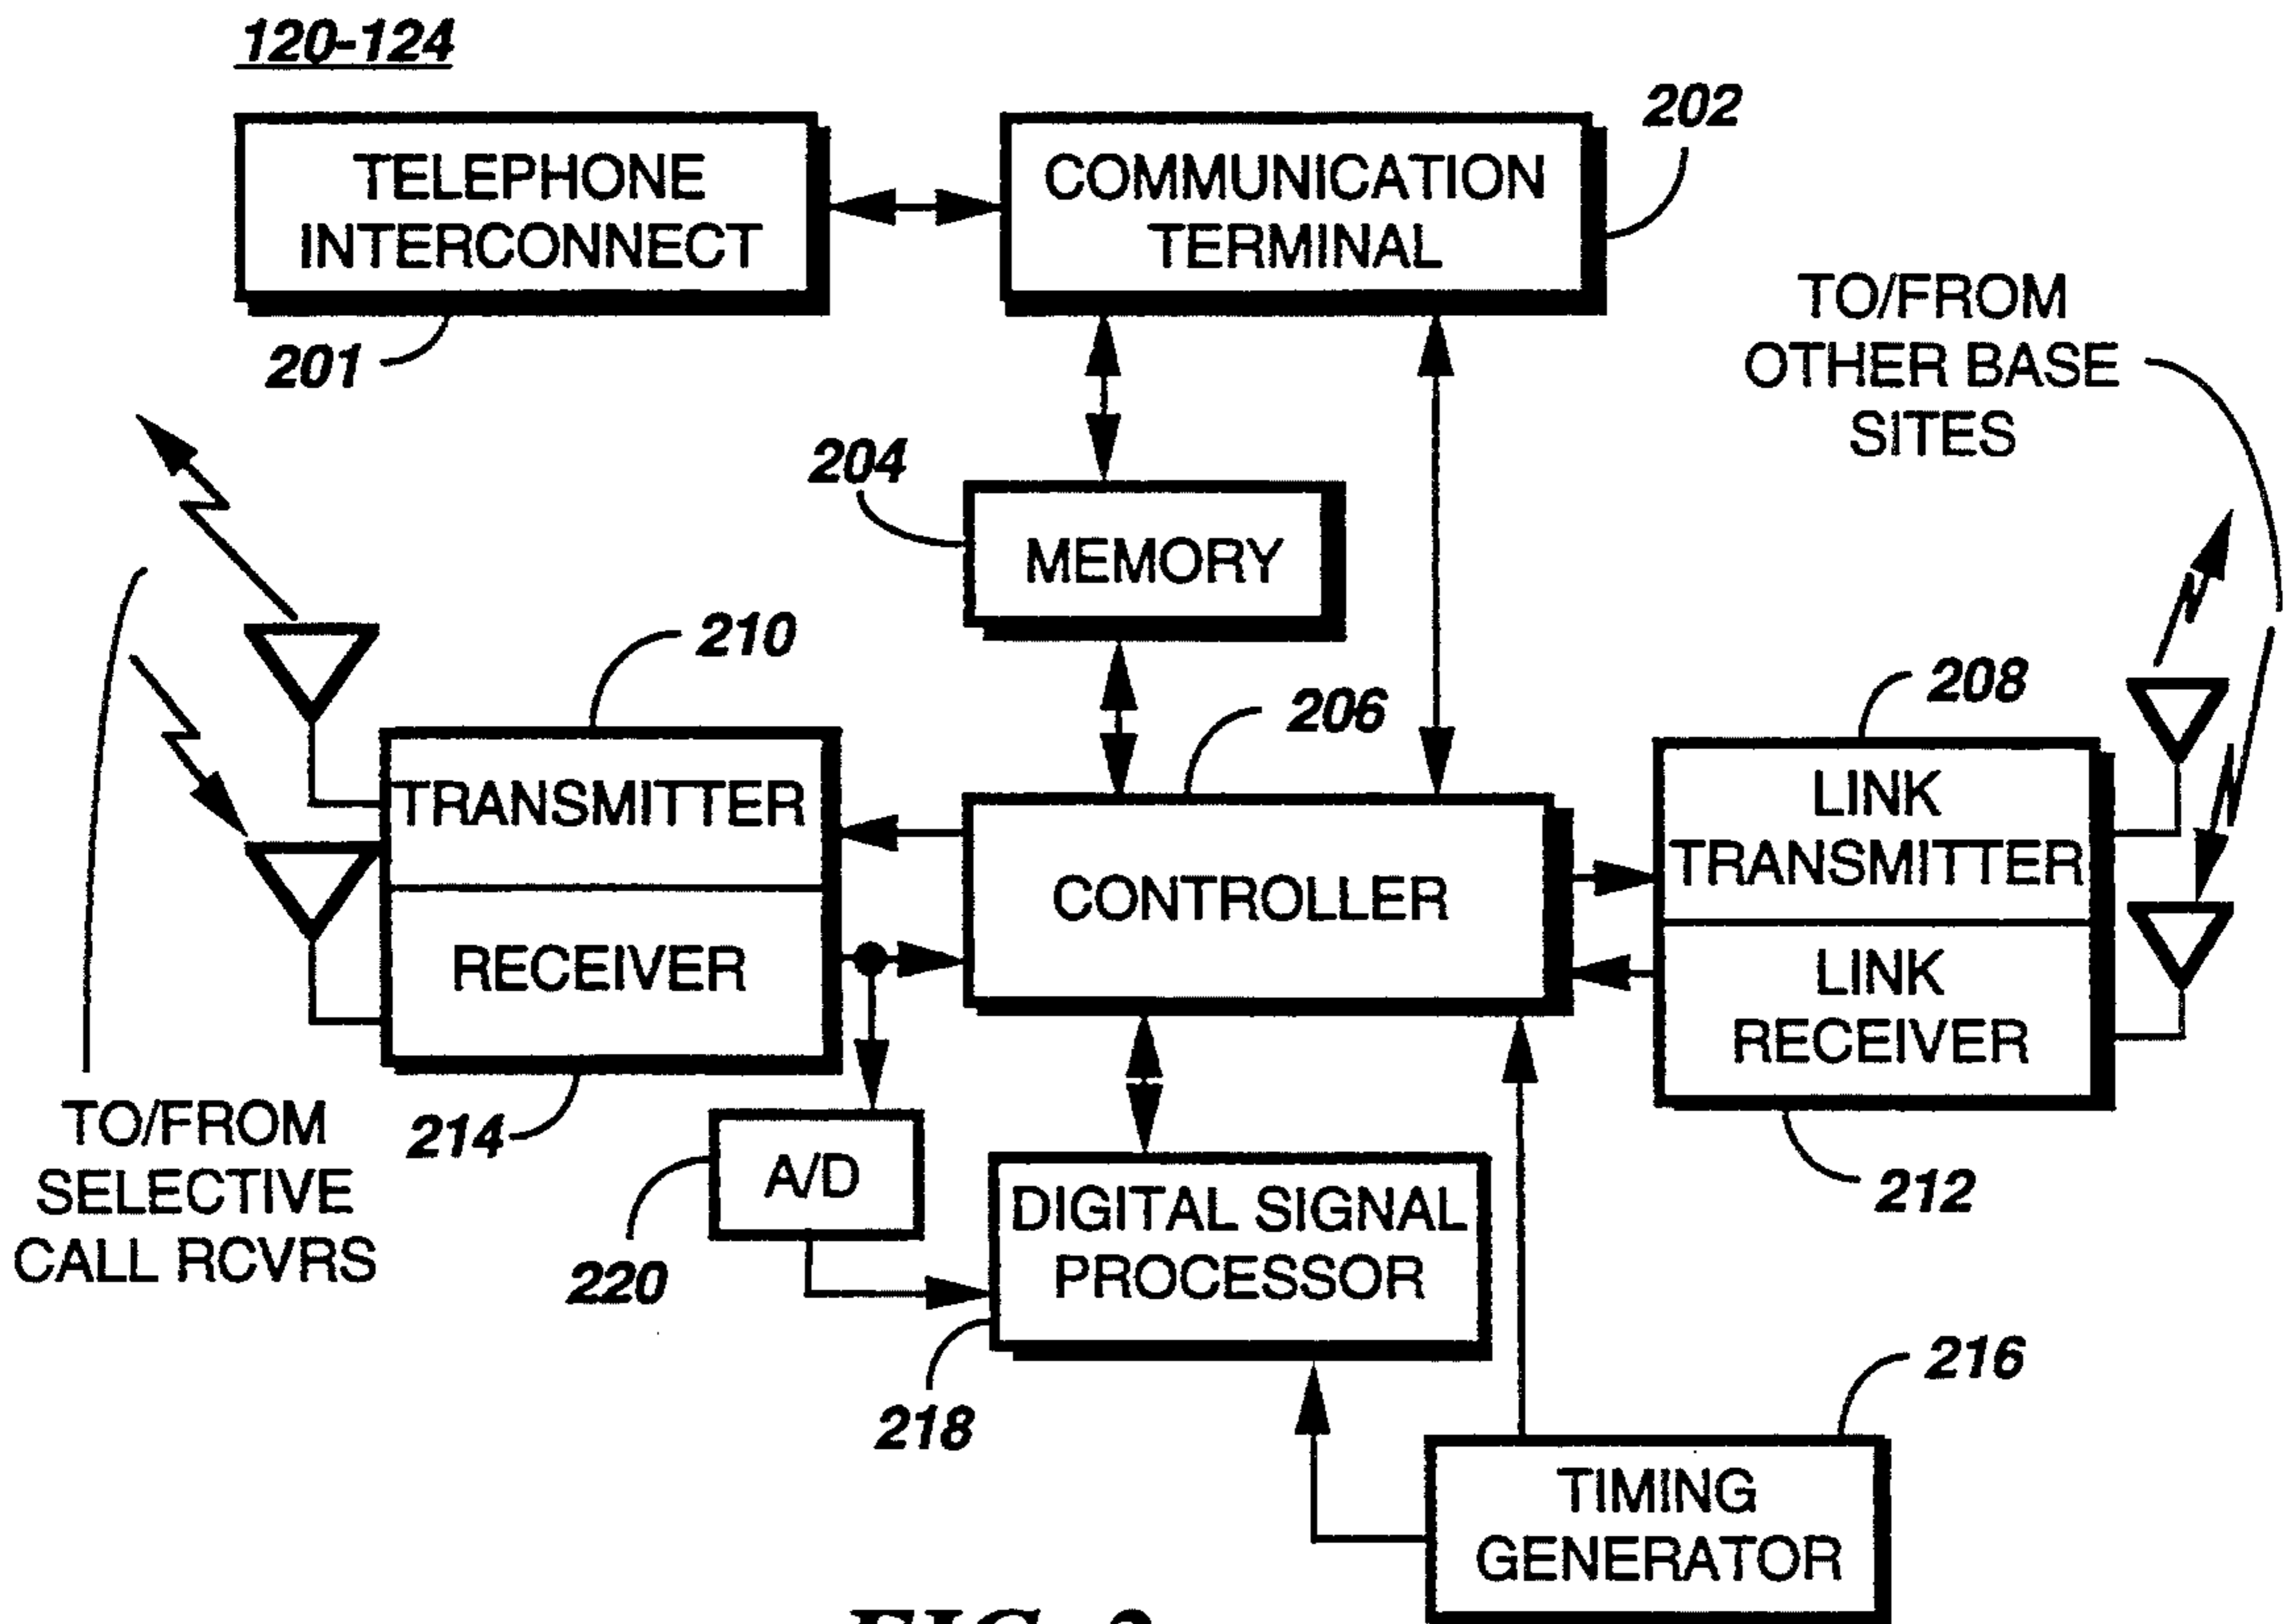 120-124
TELEPHONE
INTERCONNECT
201
COMMUNICATION
TERMINAL
202
TO/FROM
OTHER BASE
SITES
204
MEMORY
210
TRANSMITTER
RECEIVER
214
206
CONTROLLER
208
LINK
TRANSMITTER
LINK
RECEIVER
212
TO/FROM
SELECTIVE
CALL RCVRS
A/D
220
DIGITAL SIGNAL
PROCESSOR
218
216
TIMING
GENERATOR